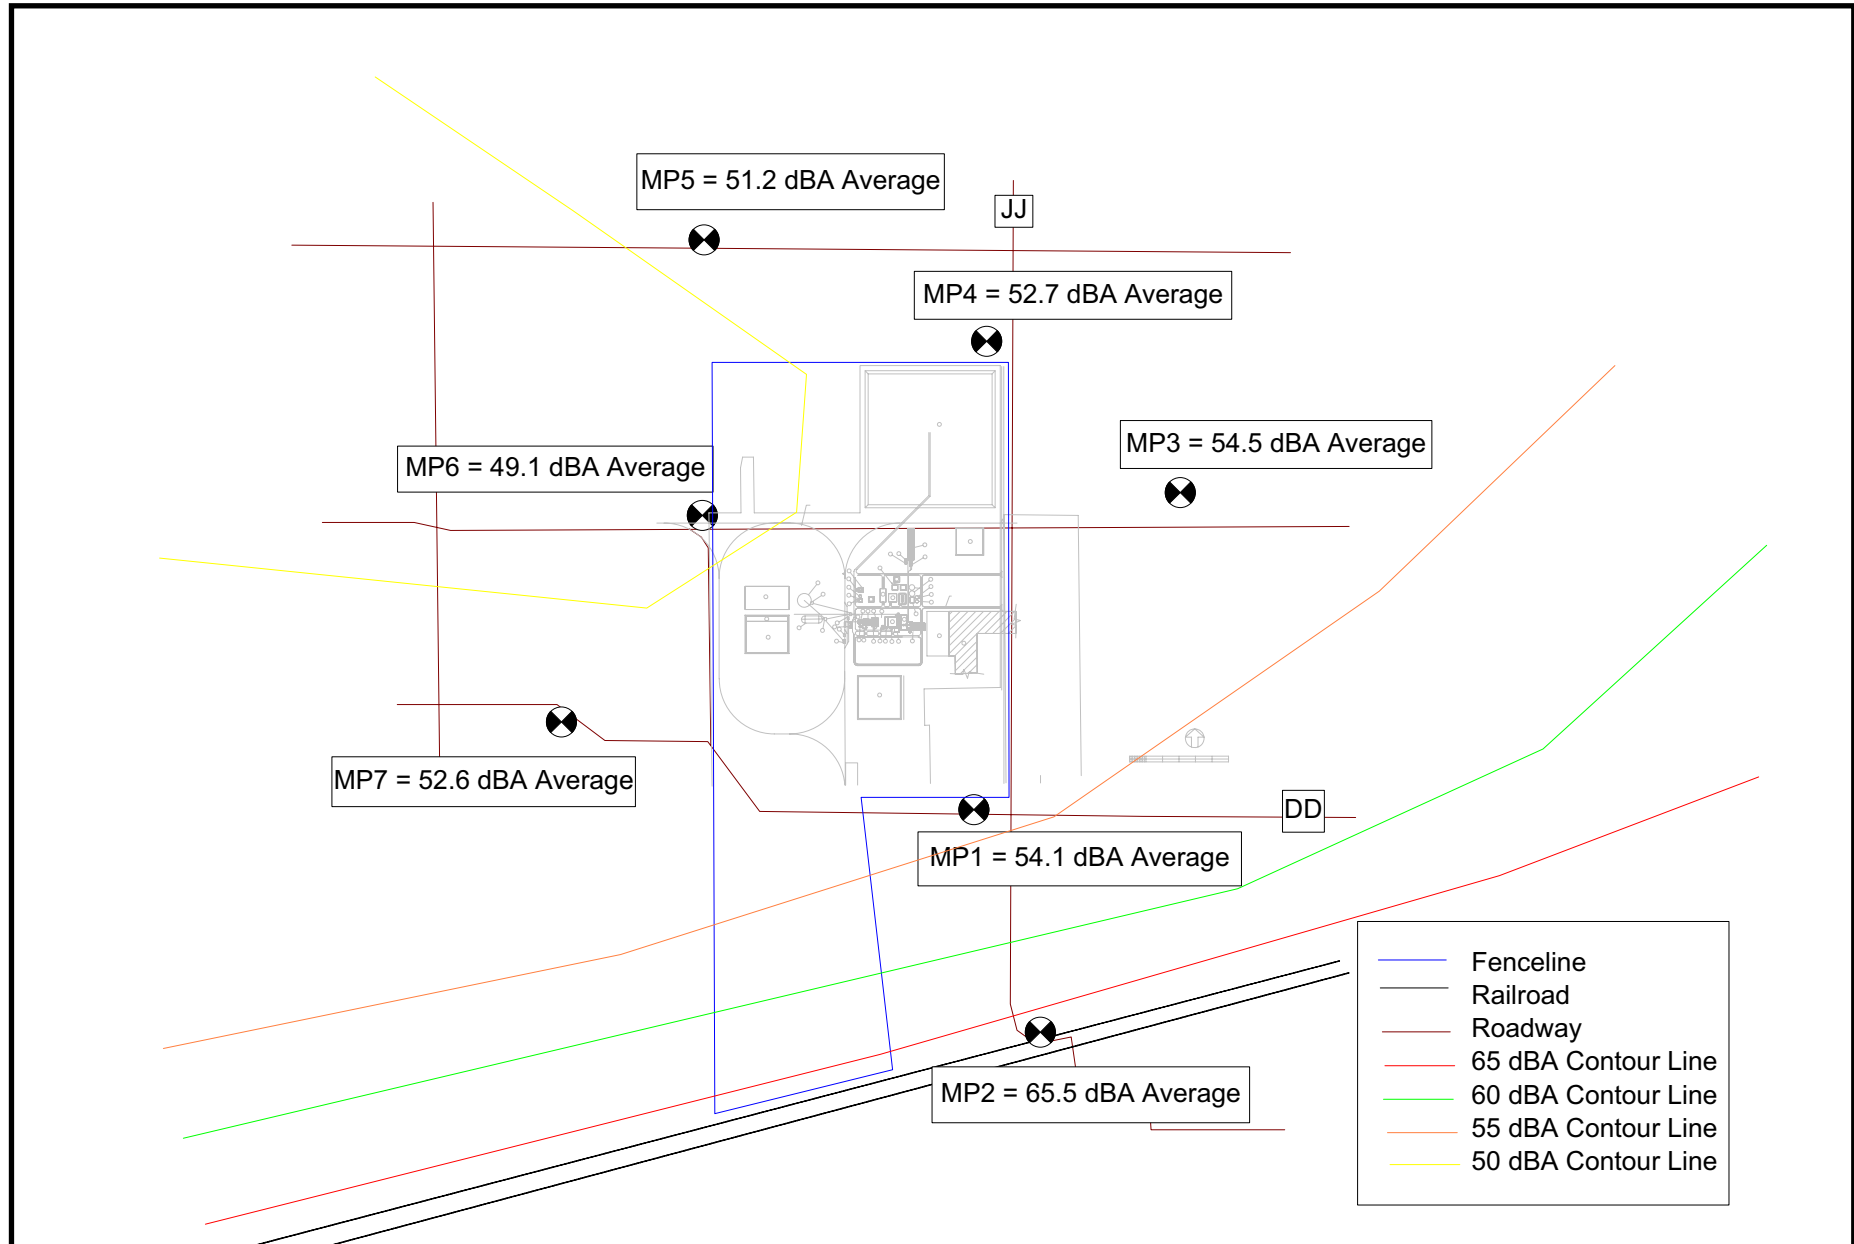 MP5 = 51.2 dBA Average
JJ
MP4 = 52.7 dBA Average
MP3 = 54.5 dBA Average
MP6 = 49.1 dBA Average
MP7 = 52.6 dBA Average
DD
MP1 = 54.1 dBA Average
MP2 = 65.5 dBA Average
Fenceline
Railroad
Roadway
65 dBA Contour Line
60 dBA Contour Line
55 dBA Contour Line
50 dBA Contour Line